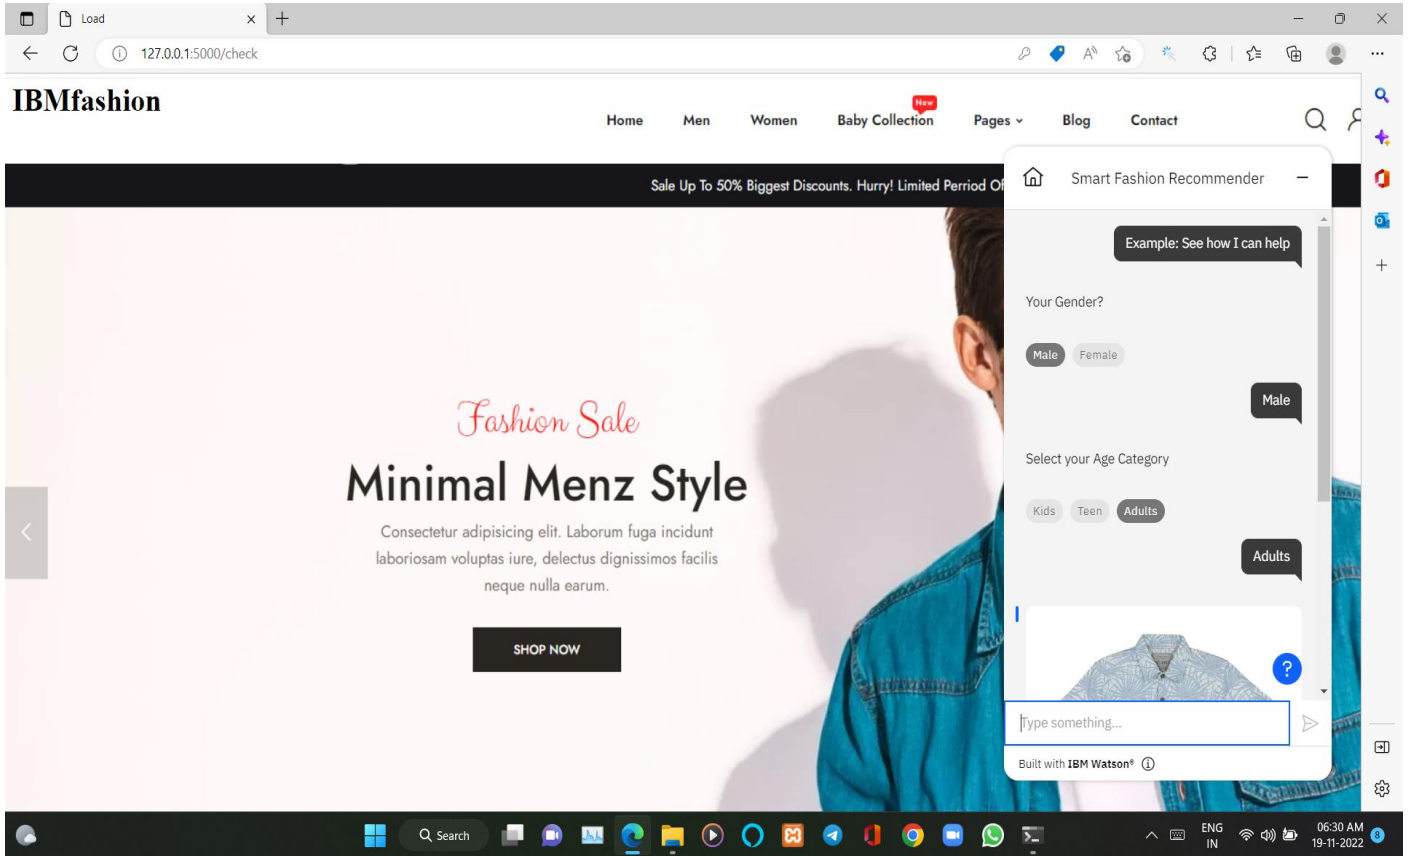 Load
127.0.0.1:5000/check
IBMfashion
New
Home Men Women Baby Collection Pages Blog Contact
Sale Up To 50% Biggest Discounts. Hurry! Limited Perriod Of
Fashion Sale
Minimal Menz Style
Consectetur adipisicing elit. Laborum fuga incidunt
laboriosam voluptas iure, delectus dignissimos facilis
neque nulla earum.
SHOP NOW
Smart Fashion Recommender
Example: See how I can help
Your Gender?
Male Female
Male
Select your Age Category
Kids Teen Adults
Adults
?
Type something...
Built with IBM Watson®
Search
ENG
IN
06:30 AM
19-11-2022
8